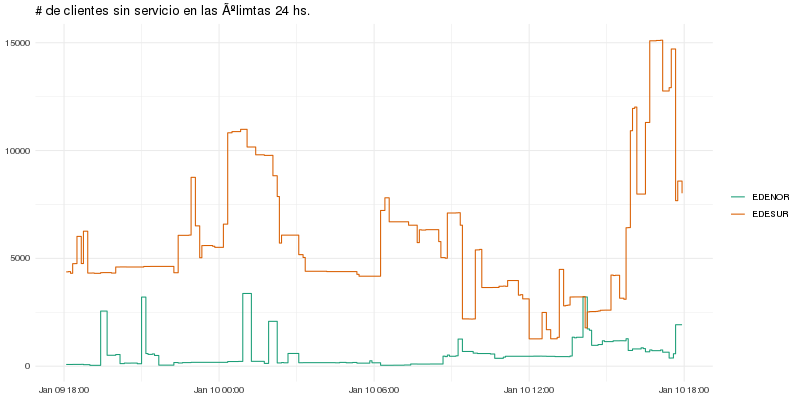 # de clientes sin servicio en las Ãºlimtas 24 hs.
15000
10000
5000
0
Jan 09 18:00
Jan 10 00:00
Jan 10 06:00
Jan 10 12:00
Jan 10 18:00
EDENOR
EDESUR